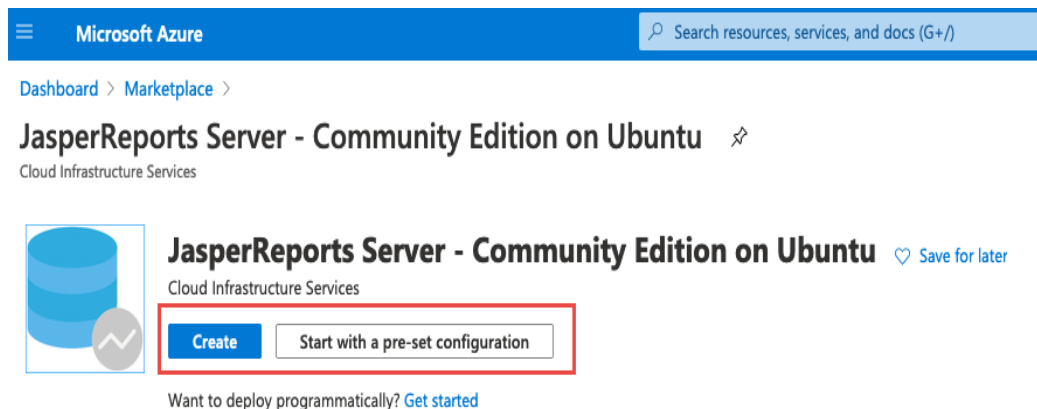 Microsoft Azure
Search resources, services, and docs (G+/)
Dashboard > Marketplace >
JasperReports Server - Community Edition on Ubuntu
Cloud Infrastructure Services
JasperReports Server - Community Edition on Ubuntu
Save for later
Cloud Infrastructure Services
Create
Start with a pre-set configuration
Want to deploy programmatically? Get started